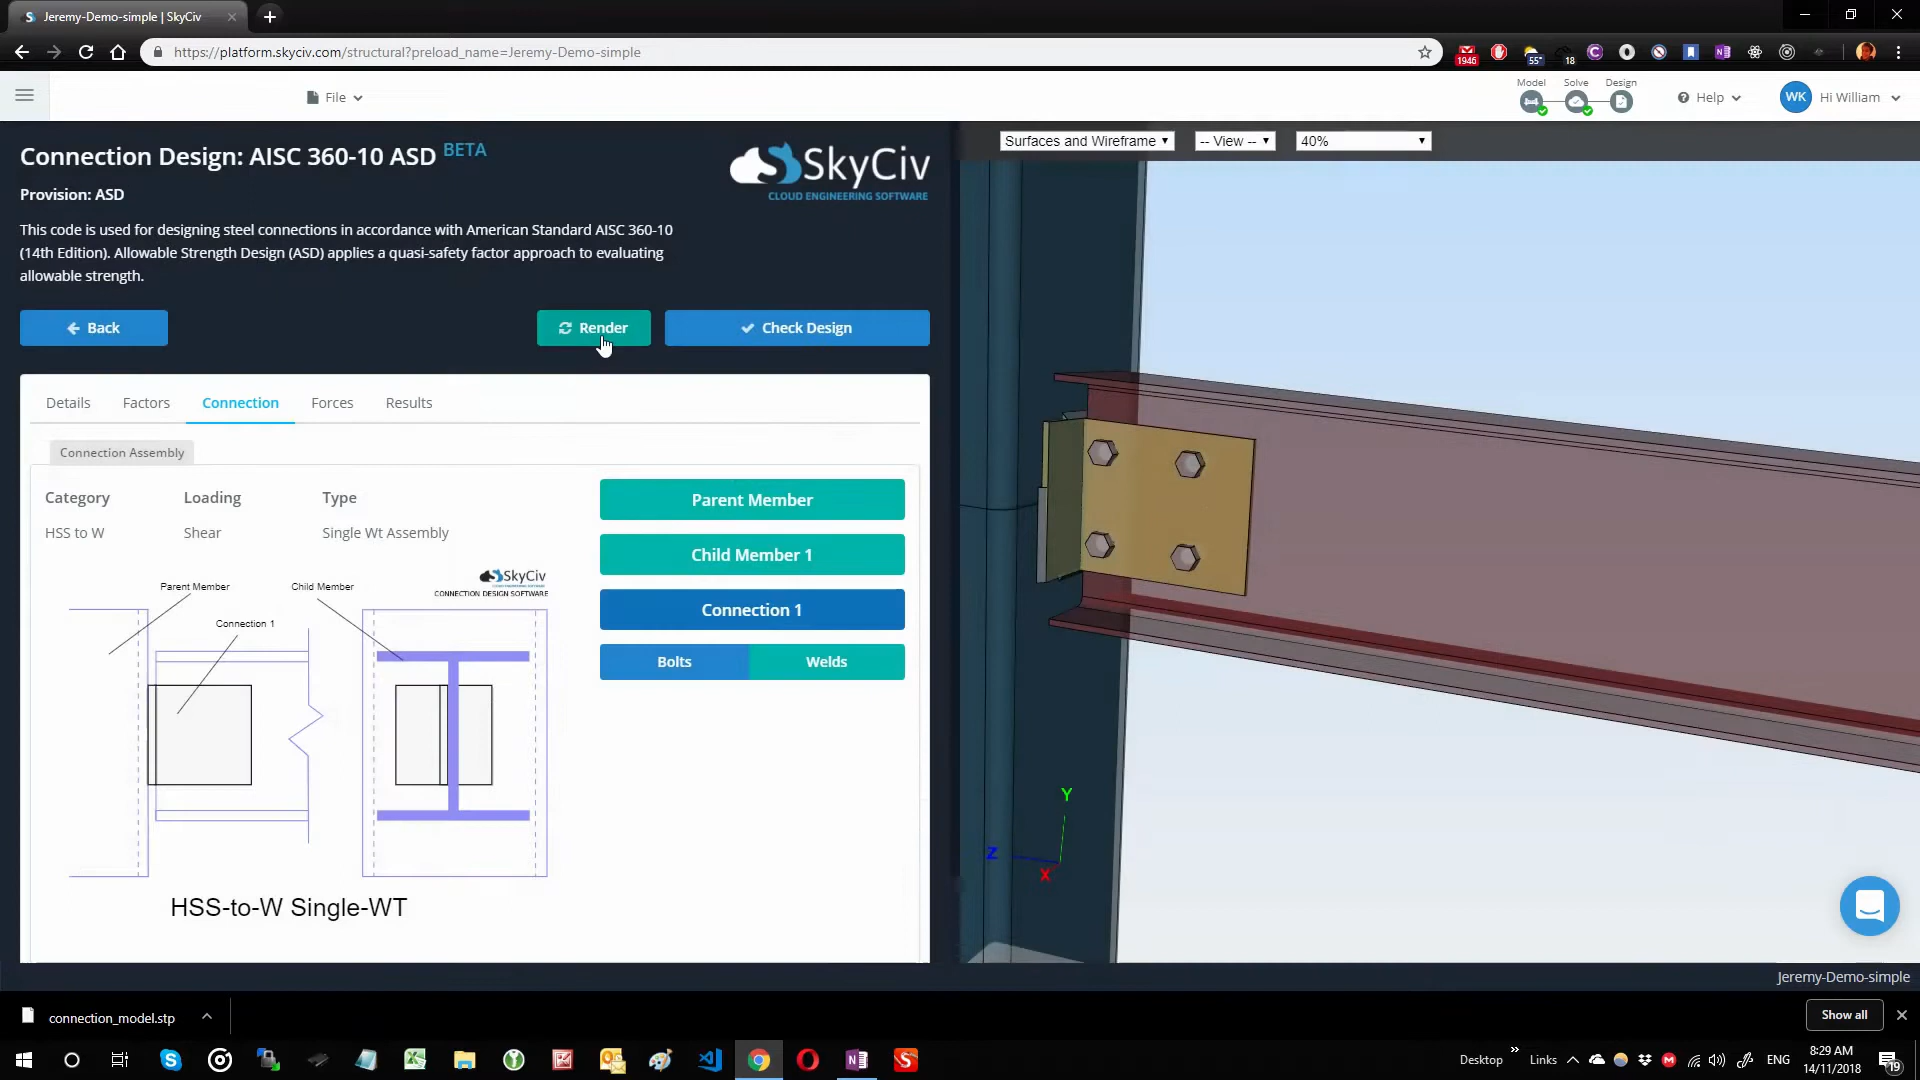 Jeremy-Demo-simple | SkyCiv
https://platform.skyciv.com/structural?preload_name=Jeremy-Demo-simple
1946
55°
18
File
Model
Solve
Design
Help
WK
Hi William
Connection Design: AISC 360-10 ASD BETA
SkyCiv
CLOUD ENGINEERING SOFTWARE
Provision: ASD
This code is used for designing steel connections in accordance with American Standard AISC 360-10
(14th Edition). Allowable Strength Design (ASD) applies a quasi-safety factor approach to evaluating
allowable strength.
Back
Render
Check Design
Surfaces and Wireframe
-- View --
40%
Details
Factors
Connection
Forces
Results
Connection Assembly
Category
Loading
Type
HSS to W
Shear
Single Wt Assembly
Parent Member
Child Member 1
Connection 1
Bolts
Welds
SkyCiv
CONNECTION DESIGN SOFTWARE
Parent Member
Child Member
Connection 1
HSS-to-W Single-WT
Y
Z
X
Jeremy-Demo-simple
connection_model.stp
Show all
Desktop
Links
ENG
8:29 AM
14/11/2018
19